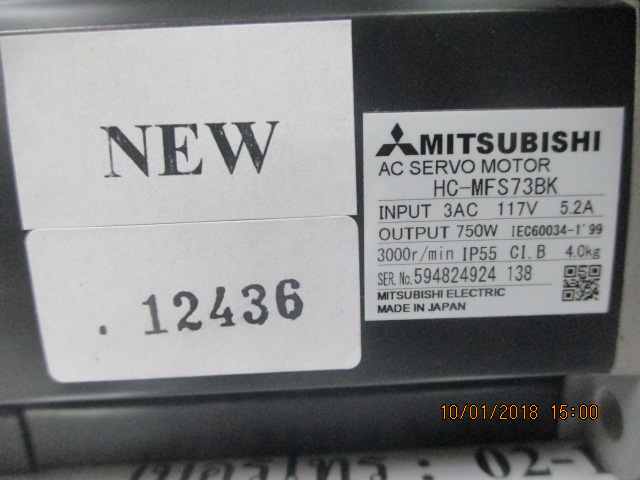 NEW
.12436
MITSUBISHI
AC SERVO MOTOR
HC-MFS73BK
INPUT 3AC 117V 5.2A
OUTPUT 750W IEC60034-1'99
3000r/min IP55 CI.B 4.0kg
SER.No.594824924 138
MITSUBISHI ELECTRIC
MADE IN JAPAN
10/01/2018 15:00
: 02-1